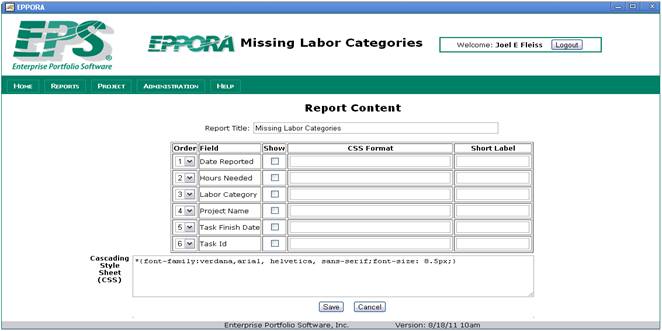 EPPORA
EPS®
Enterprise Portfolio Software
EPPORA Missing Labor Categories
Welcome: Joel E Fleiss Logout
Home Reports Project Administration Help
Report Content
Report Title: Missing Labor Categories
Order Field Show CSS Format Short Label
1 Date Reported
2 Hours Needed
3 Labor Category
4 Project Name
5 Task Finish Date
6 Task Id
Cascading
Style
Sheet
(CSS)
*{font-family:verdana,arial, helvetica, sans-serif;font-size: 8.5px;}
Save Cancel
Enterprise Portfolio Software, Inc. Version: 8/18/11 10am